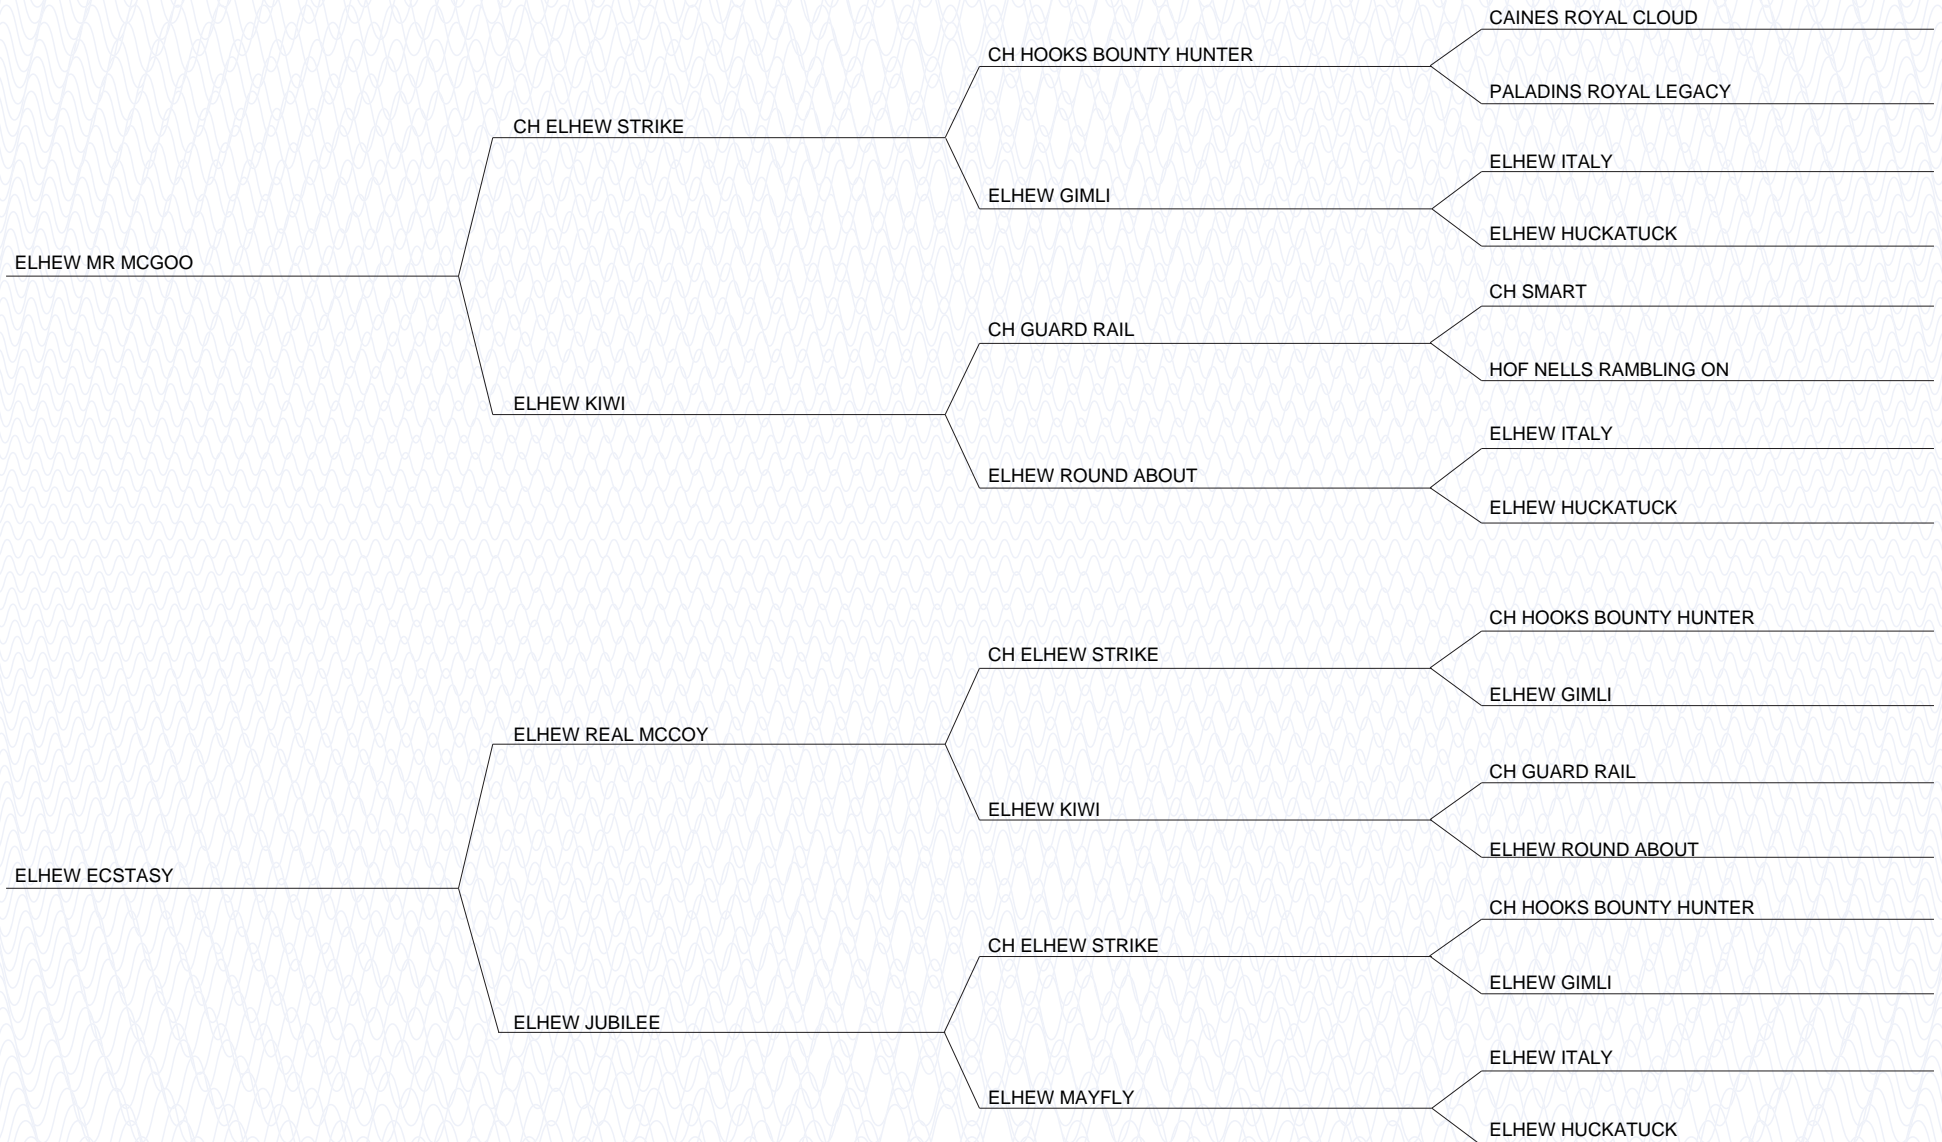 CAINES ROYAL CLOUD
CH HOOKS BOUNTY HUNTER
PALADINS ROYAL LEGACY
CH ELHEW STRIKE
ELHEW ITALY
ELHEW GIMLI
ELHEW HUCKATUCK
ELHEW MR MCGOO
CH SMART
CH GUARD RAIL
HOF NELLS RAMBLING ON
ELHEW KIWI
ELHEW ITALY
ELHEW ROUND ABOUT
ELHEW HUCKATUCK
CH HOOKS BOUNTY HUNTER
CH ELHEW STRIKE
ELHEW GIMLI
ELHEW REAL MCCOY
CH GUARD RAIL
ELHEW KIWI
ELHEW ROUND ABOUT
ELHEW ECSTASY
CH HOOKS BOUNTY HUNTER
CH ELHEW STRIKE
ELHEW GIMLI
ELHEW JUBILEE
ELHEW ITALY
ELHEW MAYFLY
ELHEW HUCKATUCK